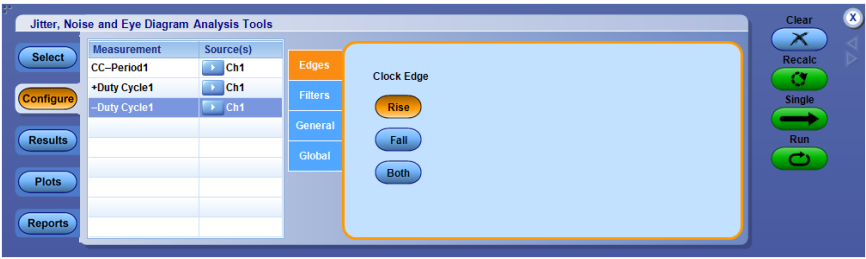 Jitter, Noise and Eye Diagram Analysis Tools
Clear
X
Select
Measurement Source(s)
CC–Period1 Ch1
+Duty Cycle1 Ch1
–Duty Cycle1 Ch1
Configure
Results
Plots
Reports
Edges
Filters
General
Global
Clock Edge
Rise
Fall
Both
Recalc
Single
Run